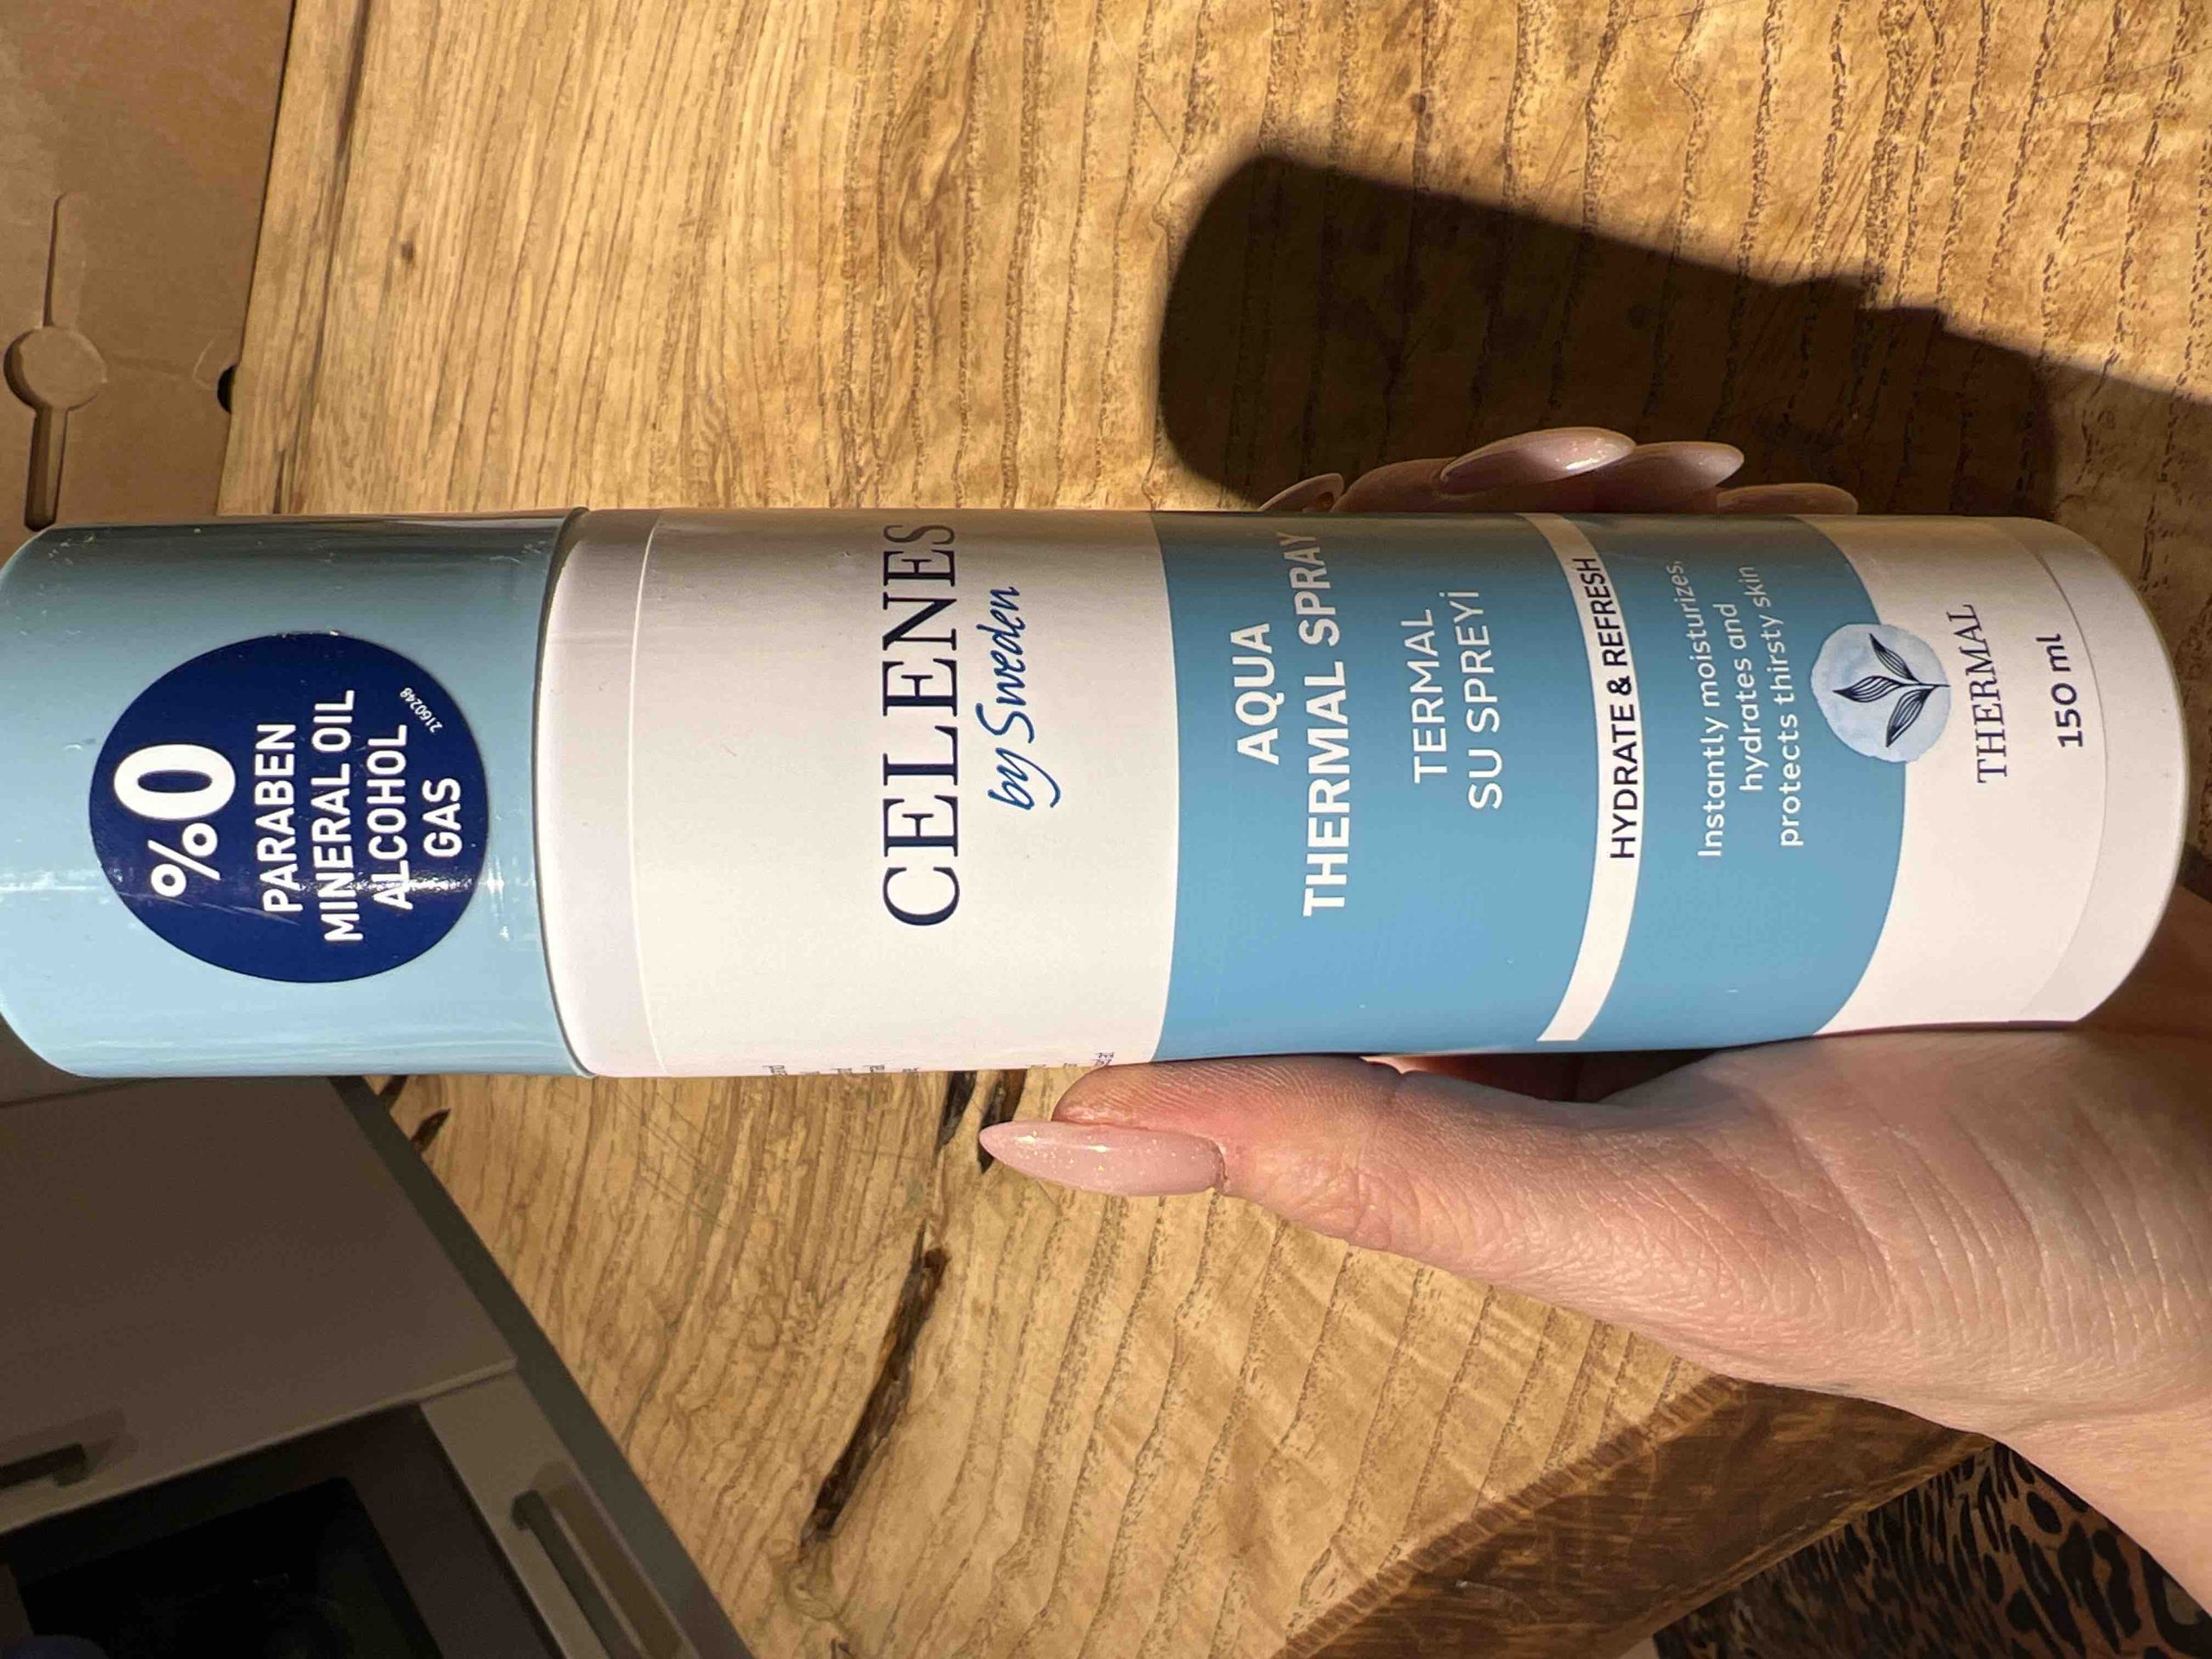 %0
PARABEN
MINERAL OIL
ALCOHOL
GAS
2160248
CELENES
by Sweden
AQUA
THERMAL SPRAY
TERMAL
SU SPREYİ
HYDRATE & REFRESH
Instantly moisturizes,
hydrates and
protects thirsty skin
THERMAL
150 ml